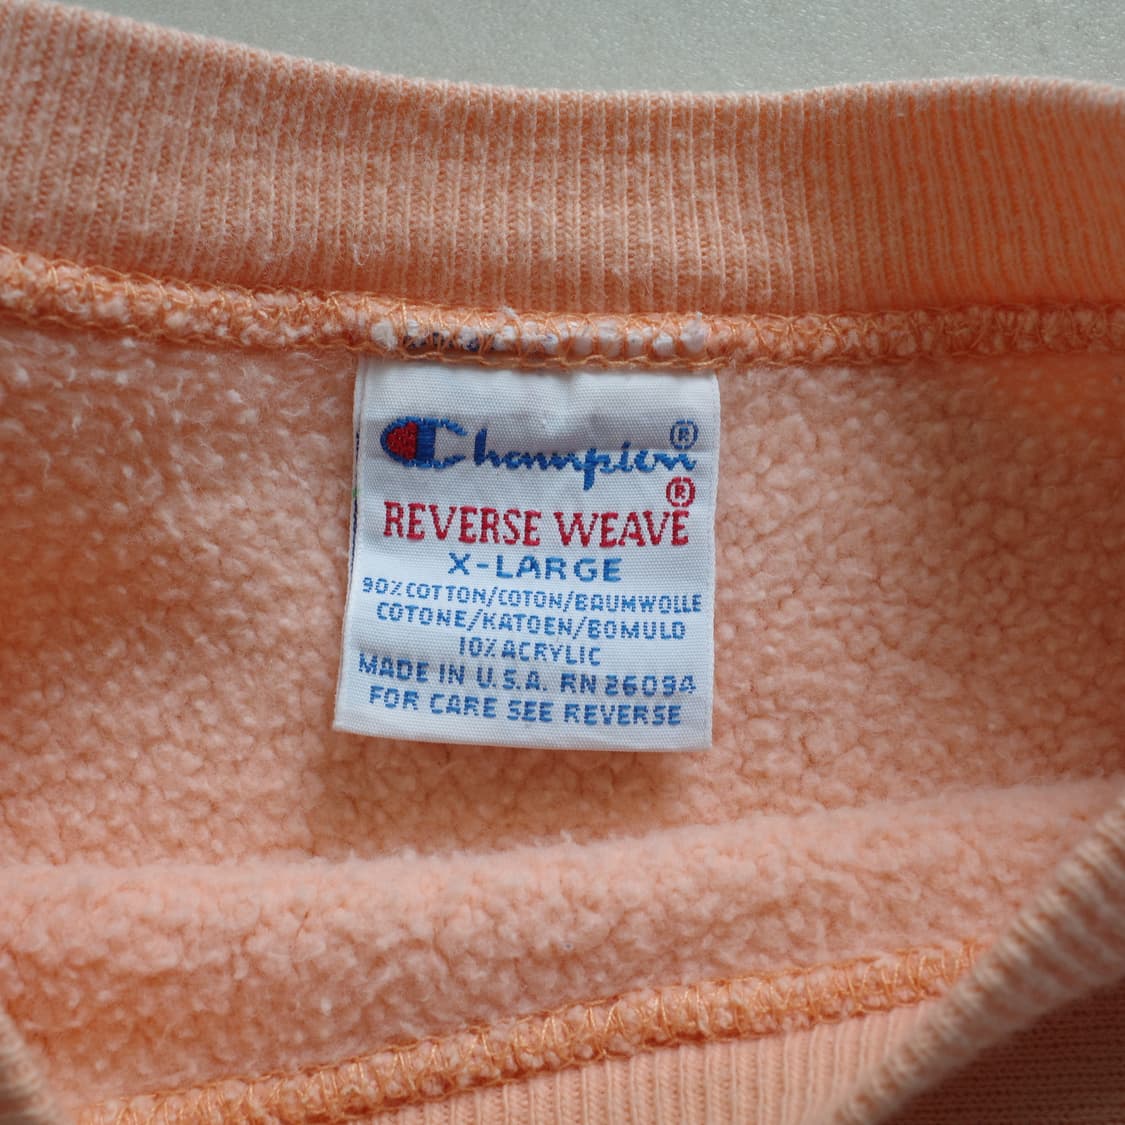 Champion®
REVERSE WEAVE®
X-LARGE
90% COTTON/COTON/BAUMWOLLE
COTONE/KATOEN/BOMULD
10% ACRYLIC
MADE IN U.S.A. RN 26094
FOR CARE SEE REVERSE